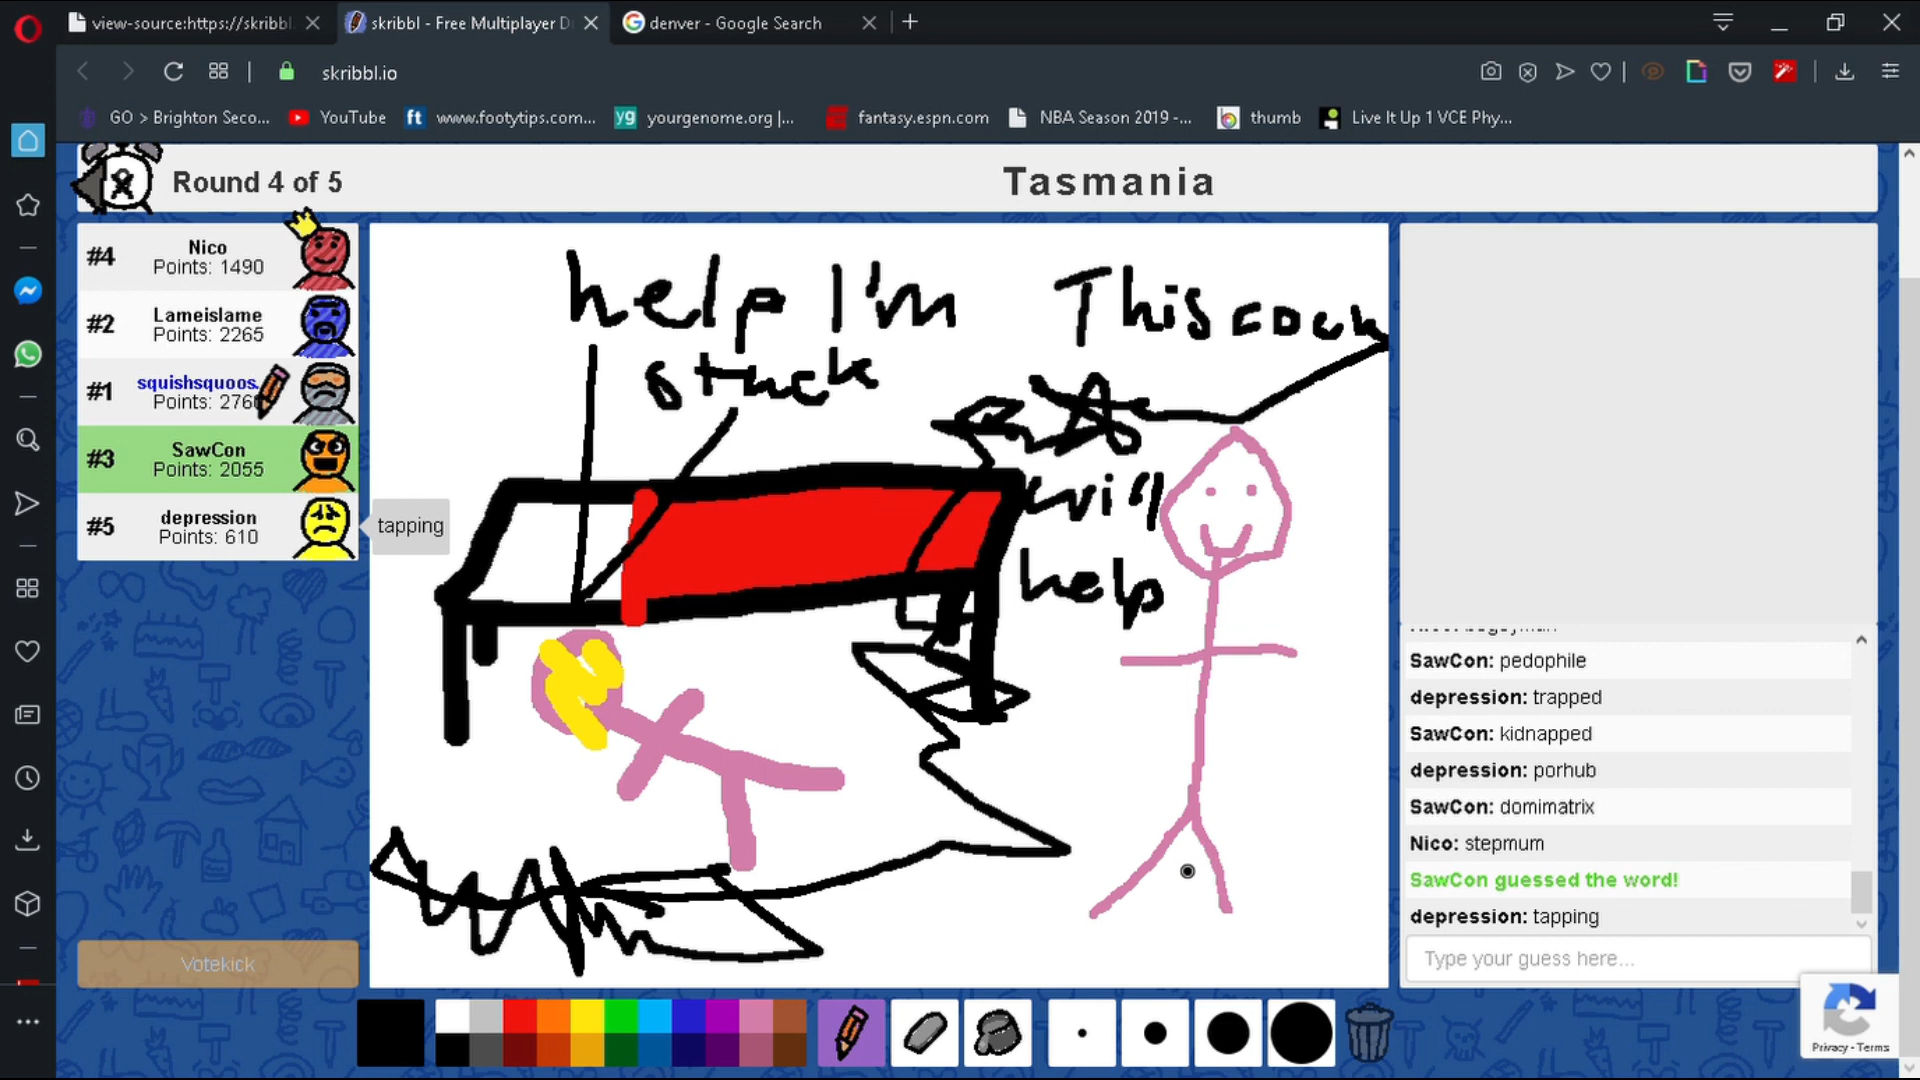 view-source:https://skribbl.
skribbl - Free Multiplayer D
denver - Google Search
skribbl.io
GO > Brighton Seco...
YouTube
www.footytips.com...
yourgenome.org |...
fantasy.espn.com
NBA Season 2019 -...
thumb
Live It Up 1 VCE Phy...
Round 4 of 5
Tasmania
#4
Nico
Points: 1490
#2
Lameislame
Points: 2265
#1
squishsquoos.
Points: 276
#3
SawCon
Points: 2055
#5
depression
Points: 610
tapping
Votekick
help I'm
stuck
This cock
will
help
SawCon: pedophile
depression: trapped
SawCon: kidnapped
depression: porhub
SawCon: domimatrix
Nico: stepmum
SawCon guessed the word!
depression: tapping
Type your guess here...
Privacy - Terms